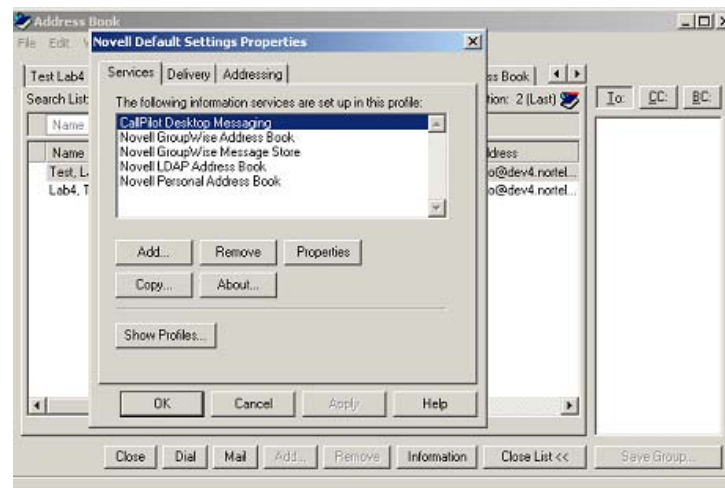 Address Book
File Edit
Novell Default Settings Properties
Test Lab4
ss Book
Services Delivery Addressing
Search List:
tion: 2 (Last)
To: CC: BC:
The following information services are set up in this profile:
Name
CallPilot Desktop Messaging
Novell GroupWise Address Book
Novell GroupWise Message Store
Novell LDAP Address Book
Novell Personal Address Book
Name
ddress
Test, L
o@dev4.nortel...
Lab4, T
o@dev4.nortel...
Add... Remove Properties
Copy... About...
Show Profiles...
OK Cancel Apply Help
Close Dial Mail Add... Remove Information Close List << Save Group...